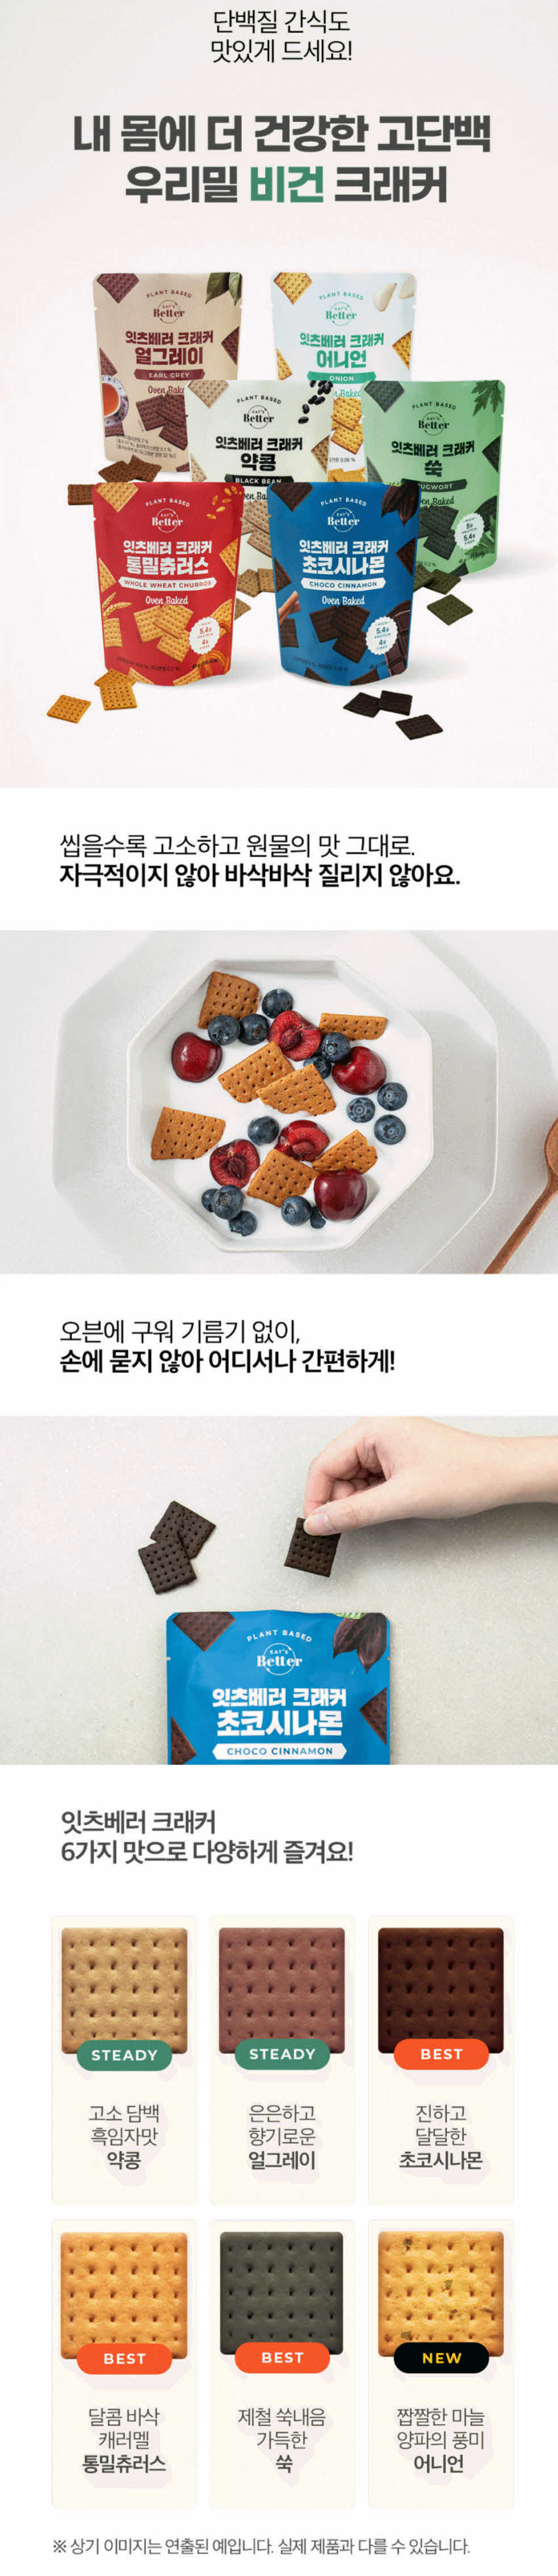 단백질 간식도
맛있게 드세요!
내 몸에 더 건강한 고단백
우리밀 비건 크래커
PLANT BASED
EAT'S
Better
잇츠베러 크래커
얼그레이
EARL GREY
Oven Baked
PLANT BASED
EAT'S
Better
잇츠베러 크래커
어니언
ONION
Baked
PLANT BASED
EAT'S
Better
잇츠베러 크래커
약콩
BLACK BEAN
PLANT BASED
EAT'S
Better
잇츠베러 크래커
쑥
UGWORT
Baked
PLANT BASED
EAT'S
Better
잇츠베러 크래커
통밀츄러스
WHOLE WHEAT CHURROS
Oven Baked
5.4g
PROTEIN
4g
FIBER
PLANT BASED
EAT'S
Better
잇츠베러 크래커
초코시나몬
CHOCO CINNAMON
Oven Baked
5.4g
PROTEIN
4g
FIBER
씹을수록 고소하고 원물의 맛 그대로.
자극적이지 않아 바삭바삭 질리지 않아요.
오븐에 구워 기름기 없이,
손에 묻지 않아 어디서나 간편하게!
PLANT BASED
EAT'S
Better
잇츠베러 크래커
초코시나몬
CHOCO CINNAMON
잇츠베러 크래커
6가지 맛으로 다양하게 즐겨요!
STEADY
고소 담백
흑임자맛
약콩
STEADY
은은하고
향기로운
얼그레이
BEST
진하고
달달한
초코시나몬
BEST
달콤 바삭
캐러멜
통밀츄러스
BEST
제철 쑥내음
가득한
쑥
NEW
짭짤한 마늘
양파의 풍미
어니언
※ 상기 이미지는 연출된 예입니다. 실제 제품과 다를 수 있습니다.